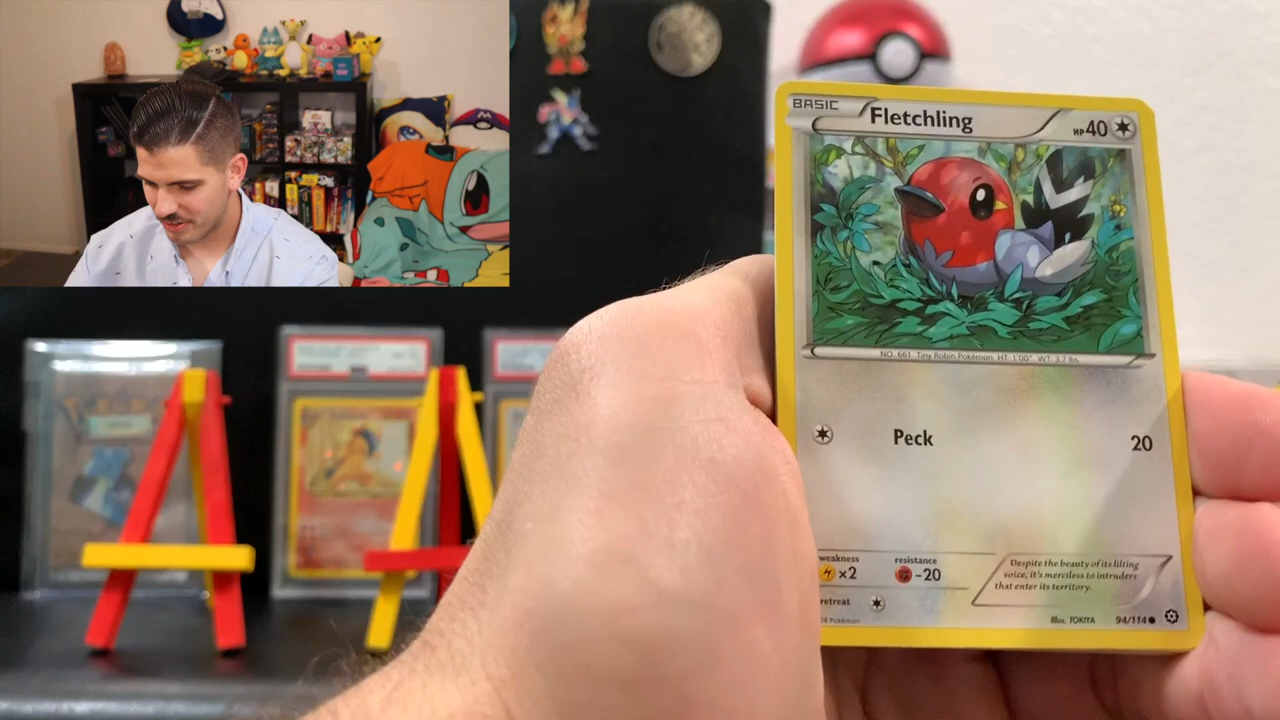 BASIC
Fletchling
HP40
NO. 661 Tiny Robin Pokémon HT: 1'00" WT: 3.7 lbs.
Peck 20
weakness
resistance
×2
-20
Despite the beauty of its lilting
voice, it's merciless to intruders
that enter its territory.
retreat
16 Pokémon
Illus. TOKIYA
94/114